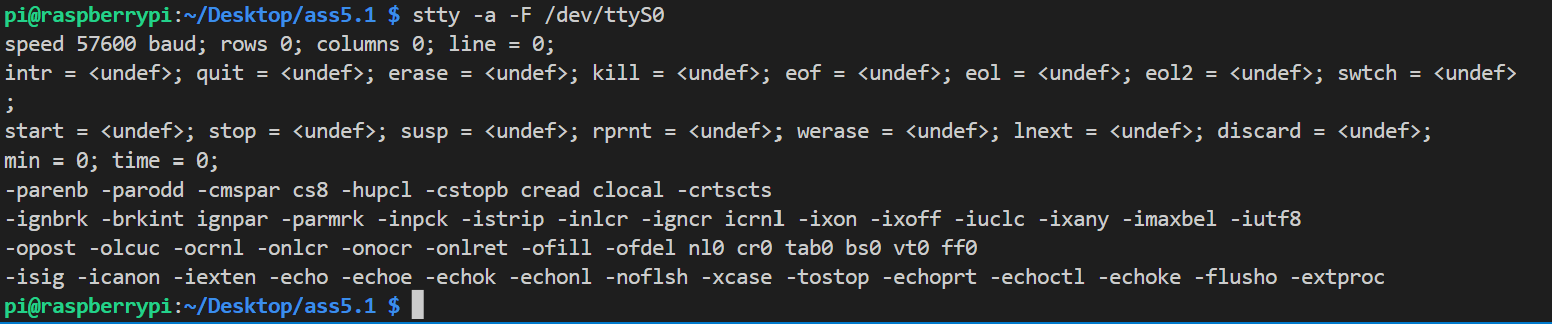 pi@raspberrypi:~/Desktop/ass5.1 $ stty -a -F /dev/ttyS0
speed 57600 baud; rows 0; columns 0; line = 0;
intr = <undef>; quit = <undef>; erase = <undef>; kill = <undef>; eof = <undef>; eol = <undef>; eol2 = <undef>; swtch = <undef>
;
start = <undef>; stop = <undef>; susp = <undef>; rprnt = <undef>; werase = <undef>; lnext = <undef>; discard = <undef>;
min = 0; time = 0;
-parenb -parodd -cmspar cs8 -hupcl -cstopb cread clocal -crtscts
-ignbrk -brkint ignpar -parmrk -inpck -istrip -inlcr -igncr icrnl -ixon -ixoff -iuclc -ixany -imaxbel -iutf8
-opost -olcuc -ocrnl -onlcr -onocr -onlret -ofill -ofdel nl0 cr0 tab0 bs0 vt0 ff0
-isig -icanon -iexten -echo -echoe -echok -echonl -noflsh -xcase -tostop -echoprt -echoctl -echoke -flusho -extproc
pi@raspberrypi:~/Desktop/ass5.1 $